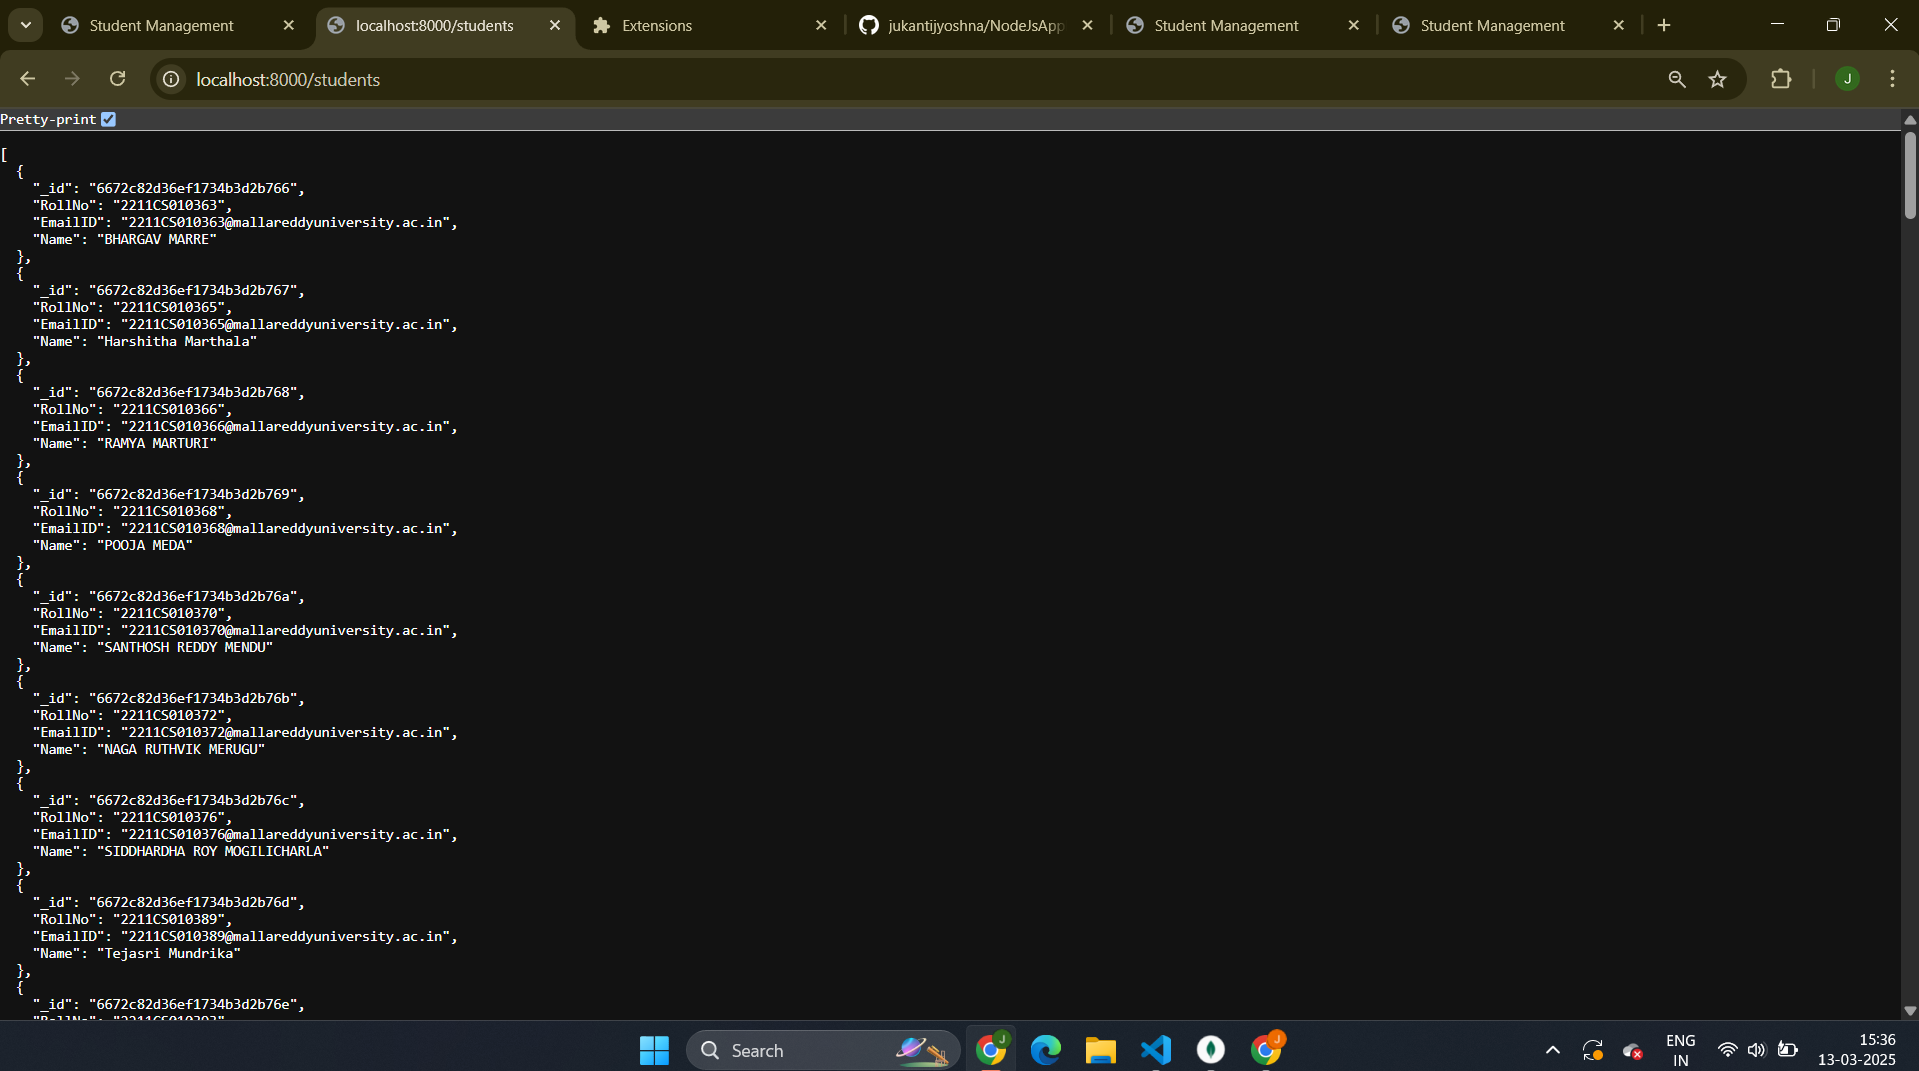 Student Management
localhost:8000/students
Extensions
jukantijyoshna/NodeJsApp
Student Management
Student Management
localhost:8000/students
J
Pretty-print
[
  {
    "_id": "6672c82d36ef1734b3d2b766",
    "RollNo": "2211CS010363",
    "EmailID": "2211CS010363@mallareddyuniversity.ac.in",
    "Name": "BHARGAV MARRE"
  },
  {
    "_id": "6672c82d36ef1734b3d2b767",
    "RollNo": "2211CS010365",
    "EmailID": "2211CS010365@mallareddyuniversity.ac.in",
    "Name": "Harshitha Marthala"
  },
  {
    "_id": "6672c82d36ef1734b3d2b768",
    "RollNo": "2211CS010366",
    "EmailID": "2211CS010366@mallareddyuniversity.ac.in",
    "Name": "RAMYA MARTURI"
  },
  {
    "_id": "6672c82d36ef1734b3d2b769",
    "RollNo": "2211CS010368",
    "EmailID": "2211CS010368@mallareddyuniversity.ac.in",
    "Name": "POOJA MEDA"
  },
  {
    "_id": "6672c82d36ef1734b3d2b76a",
    "RollNo": "2211CS010370",
    "EmailID": "2211CS010370@mallareddyuniversity.ac.in",
    "Name": "SANTHOSH REDDY MENDU"
  },
  {
    "_id": "6672c82d36ef1734b3d2b76b",
    "RollNo": "2211CS010372",
    "EmailID": "2211CS010372@mallareddyuniversity.ac.in",
    "Name": "NAGA RUTHVIK MERUGU"
  },
  {
    "_id": "6672c82d36ef1734b3d2b76c",
    "RollNo": "2211CS010376",
    "EmailID": "2211CS010376@mallareddyuniversity.ac.in",
    "Name": "SIDDHARDHA ROY MOGILICHARLA"
  },
  {
    "_id": "6672c82d36ef1734b3d2b76d",
    "RollNo": "2211CS010389",
    "EmailID": "2211CS010389@mallareddyuniversity.ac.in",
    "Name": "Tejasri Mundrika"
  },
  {
    "_id": "6672c82d36ef1734b3d2b76e",
Search
J
J
ENG
IN
15:36
13-03-2025